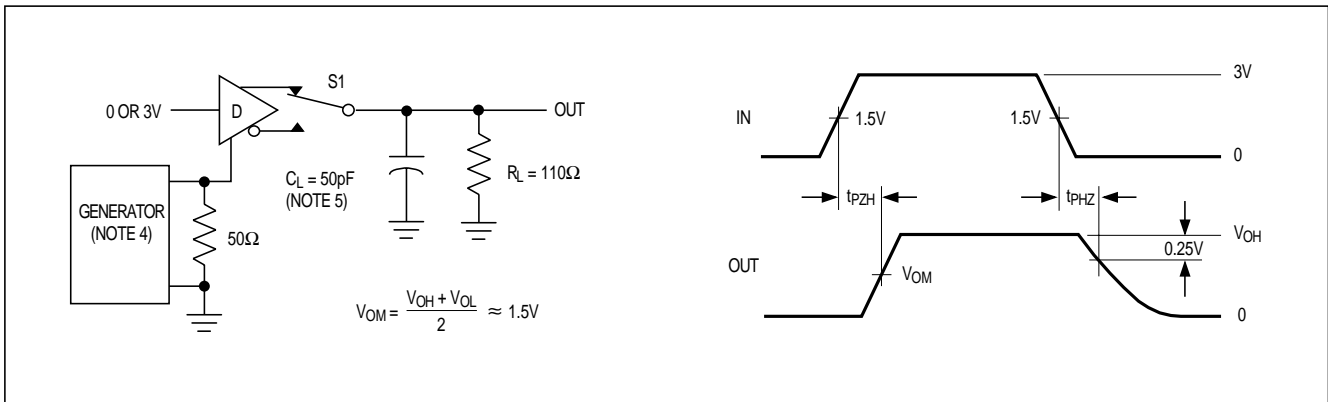 S1
0 OR 3V
D
OUT
C_L = 50pF
(NOTE 5)
R_L = 110Ω
GENERATOR
(NOTE 4)
50Ω
V_OM = (V_OH + V_OL) / 2 ≈ 1.5V
3V
IN
1.5V
1.5V
0
t_PZH
t_PHZ
V_OH
0.25V
OUT
V_OM
0